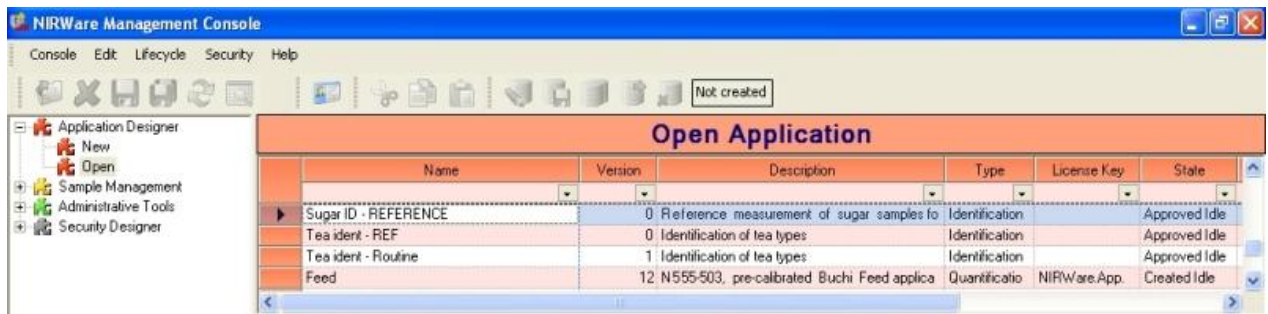 NIRWare Management Console
Console Edit Lifecycle Security Help
Not created
Application Designer
New
Open
Sample Management
Administrative Tools
Security Designer
Open Application
Name Version Description Type License Key State
Sugar ID - REFERENCE 0 Reference measurement of sugar samples fo Identification Approved Idle
Tea ident - REF 0 Identification of tea types Identification Approved Idle
Tea ident - Routine 1 Identification of tea types Identification Approved Idle
Feed 12 N555-503, pre-calibrated Buchi Feed applica Quantificatio NIRWare.App. Created Idle